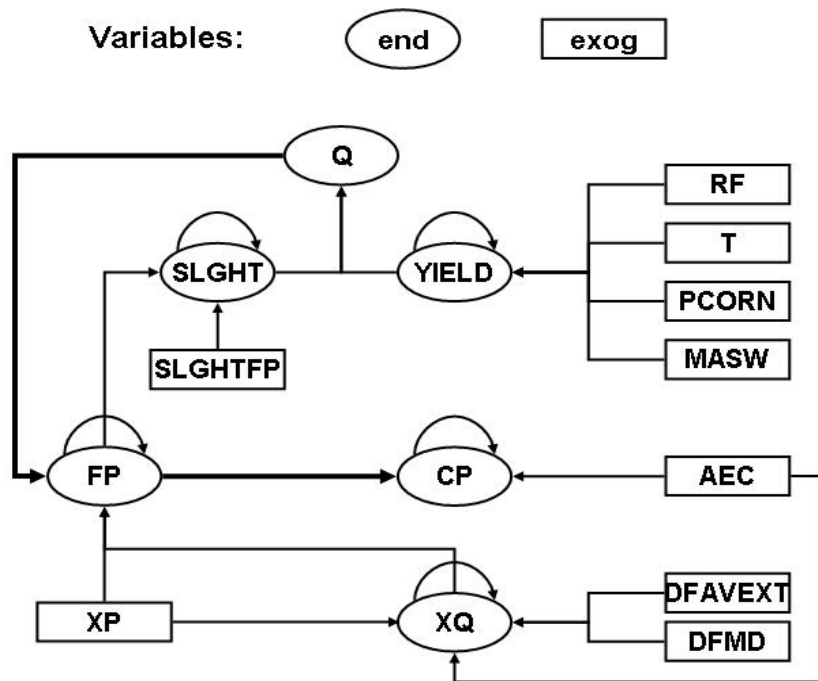 Variables: end exog
Q
RF
T
SLGHT YIELD
PCORN
SLGHTFP
MASW
FP CP AEC
DFAVEXT
XP XQ
DFMD